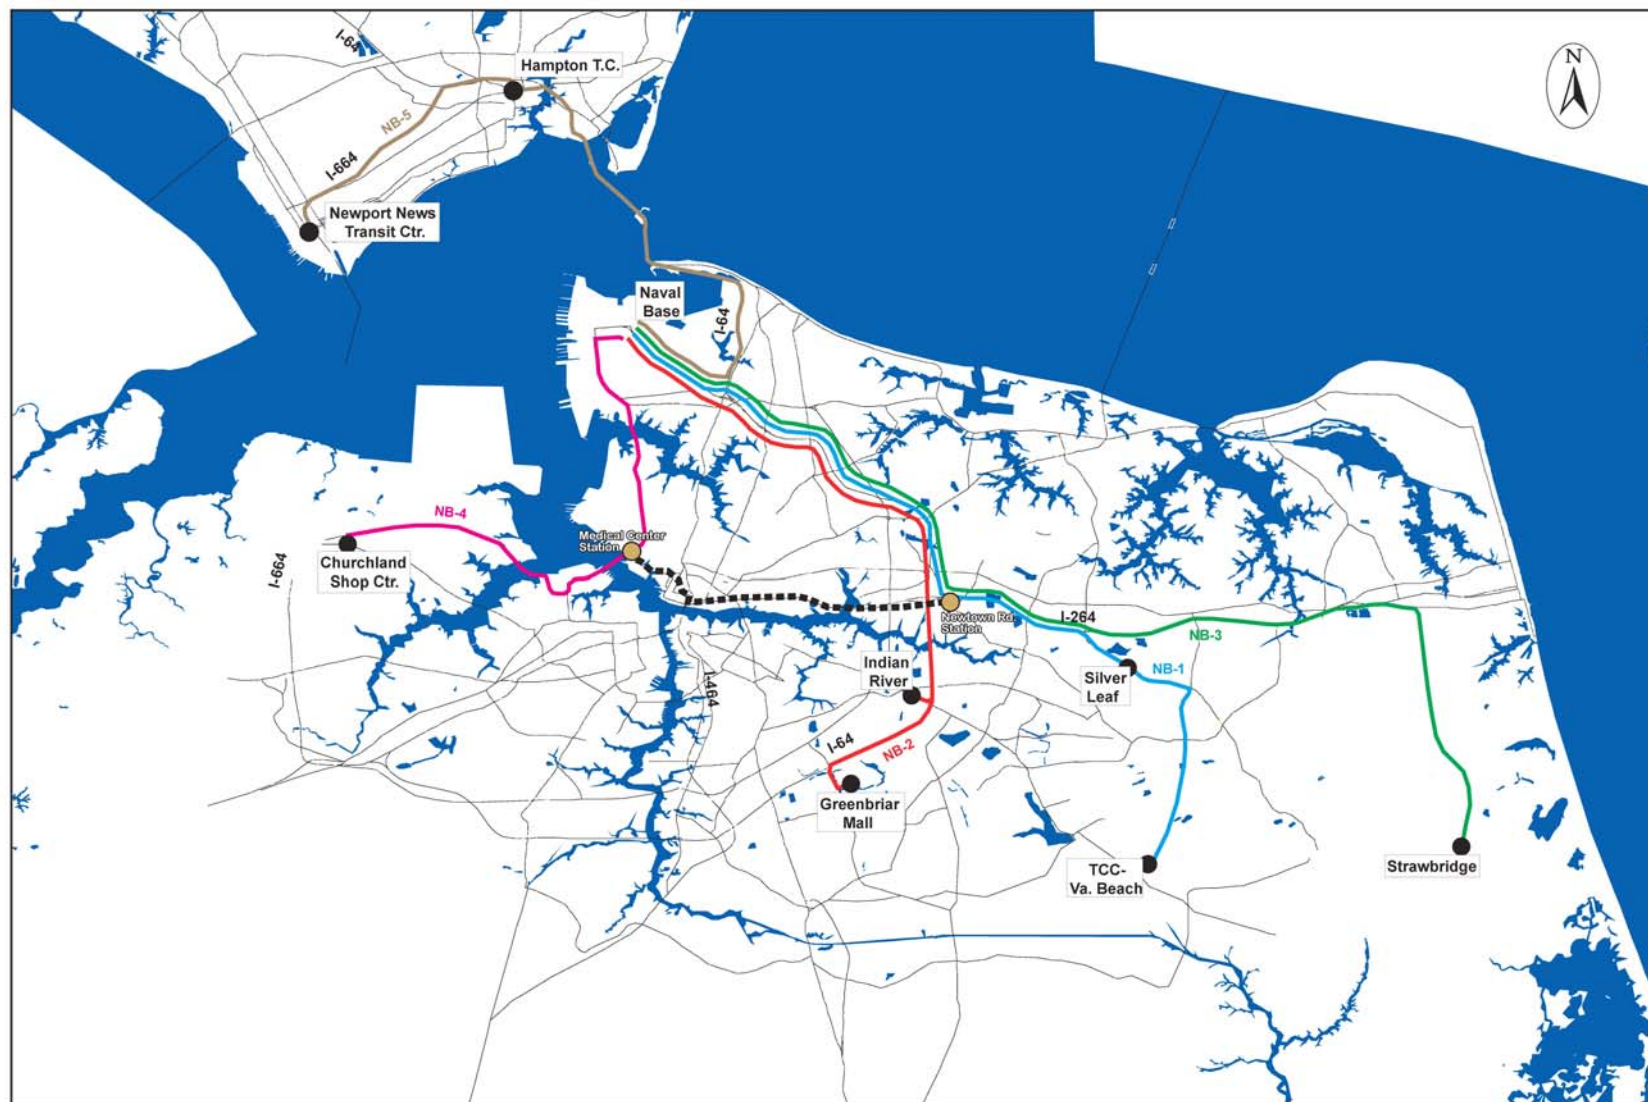 I-64
Hampton T.C.
N
NB-5
I-664
Newport News
Transit Ctr.
Naval
Base
I-64
NB-4
Medical Center
Station
I-664
Churchland
Shop Ctr.
Newtown Rd.
Station
I-264
NB-3
Indian
River
Silver
Leaf
NB-1
I-464
I-64
NB-2
Greenbriar
Mall
TCC-
Va. Beach
Strawbridge